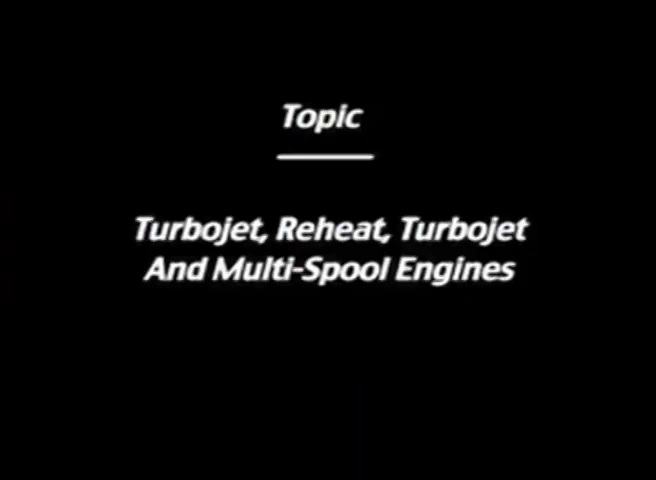 Topic
Turbojet, Reheat, Turbojet
And Multi-Spool Engines